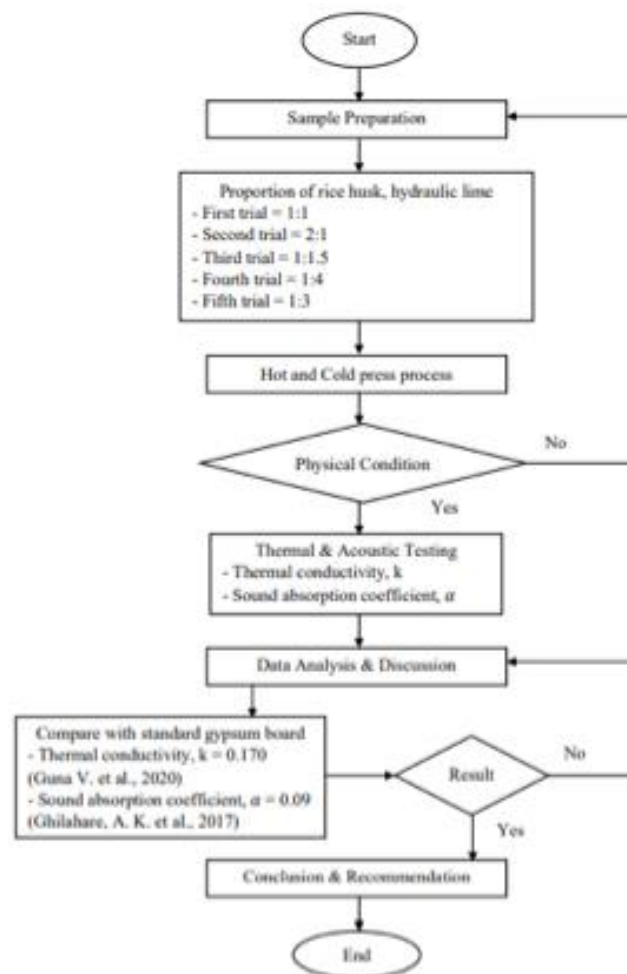 Start
Sample Preparation
Proportion of rice husk, hydraulic lime
- First trial = 1:1
- Second trial = 2:1
- Third trial = 1:1.5
- Fourth trial = 1:4
- Fifth trial = 1:3
Hot and Cold press process
Physical Condition
No
Yes
Thermal & Acoustic Testing
- Thermal conductivity, k
- Sound absorption coefficient, α
Data Analysis & Discussion
Compare with standard gypsum board
- Thermal conductivity, k = 0.170
(Guna V. et al., 2020)
- Sound absorption coefficient, α = 0.09
(Ghilahare, A. K. et al., 2017)
Result
No
Yes
Conclusion & Recommendation
End